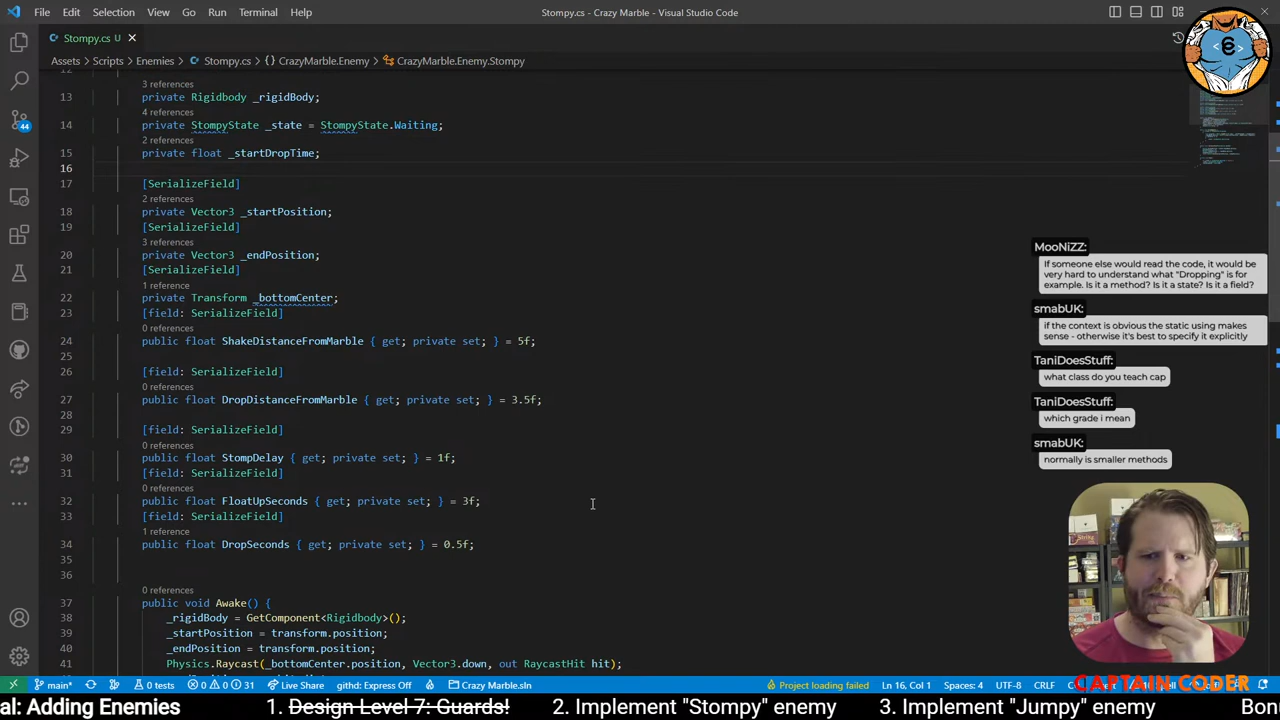 File Edit Selection View Go Run Terminal Help
Stompy.cs - Crazy Marble - Visual Studio Code
Stompy.cs U
Assets > Scripts > Enemies > Stompy.cs > {} CrazyMarble.Enemy > CrazyMarble.Enemy.Stompy
3 references
13 private Rigidbody _rigidBody;
4 references
14 private StompyState _state = StompyState.Waiting;
2 references
15 private float _startDropTime;
16
17 [SerializeField]
2 references
18 private Vector3 _startPosition;
19 [SerializeField]
3 references
20 private Vector3 _endPosition;
21 [SerializeField]
1 reference
22 private Transform _bottomCenter;
23 [field: SerializeField]
0 references
24 public float ShakeDistanceFromMarble { get; private set; } = 5f;
25
26 [field: SerializeField]
0 references
27 public float DropDistanceFromMarble { get; private set; } = 3.5f;
28
29 [field: SerializeField]
0 references
30 public float StompDelay { get; private set; } = 1f;
31 [field: SerializeField]
0 references
32 public float FloatUpSeconds { get; private set; } = 3f;
33 [field: SerializeField]
1 reference
34 public float DropSeconds { get; private set; } = 0.5f;
35
36
0 references
37 public void Awake() {
38 _rigidBody = GetComponent<Rigidbody>();
39 _startPosition = transform.position;
40 _endPosition = transform.position;
41 Physics.Raycast(_bottomCenter.position, Vector3.down, out RaycastHit hit);
MooNiZZ:
If someone else would read the code, it would be
very hard to understand what "Dropping" is for
example. Is it a method? Is it a state? Is it a field?
smabUK:
if the context is obvious the static using makes
sense - otherwise it's best to specify it explicitly
TaniDoesStuff:
what class do you teach cap
TaniDoesStuff:
which grade i mean
smabUK:
normally is smaller methods
44
main* 0 tests 0 0 31 Live Share githd: Express Off Crazy Marble.sln Project loading failed Ln 16, Col 1 Spaces: 4 UTF-8 CRLF
CAPTAIN CODER
al: Adding Enemies 1. Design Level 7: Guards! 2. Implement "Stompy" enemy 3. Implement "Jumpy" enemy Bonu